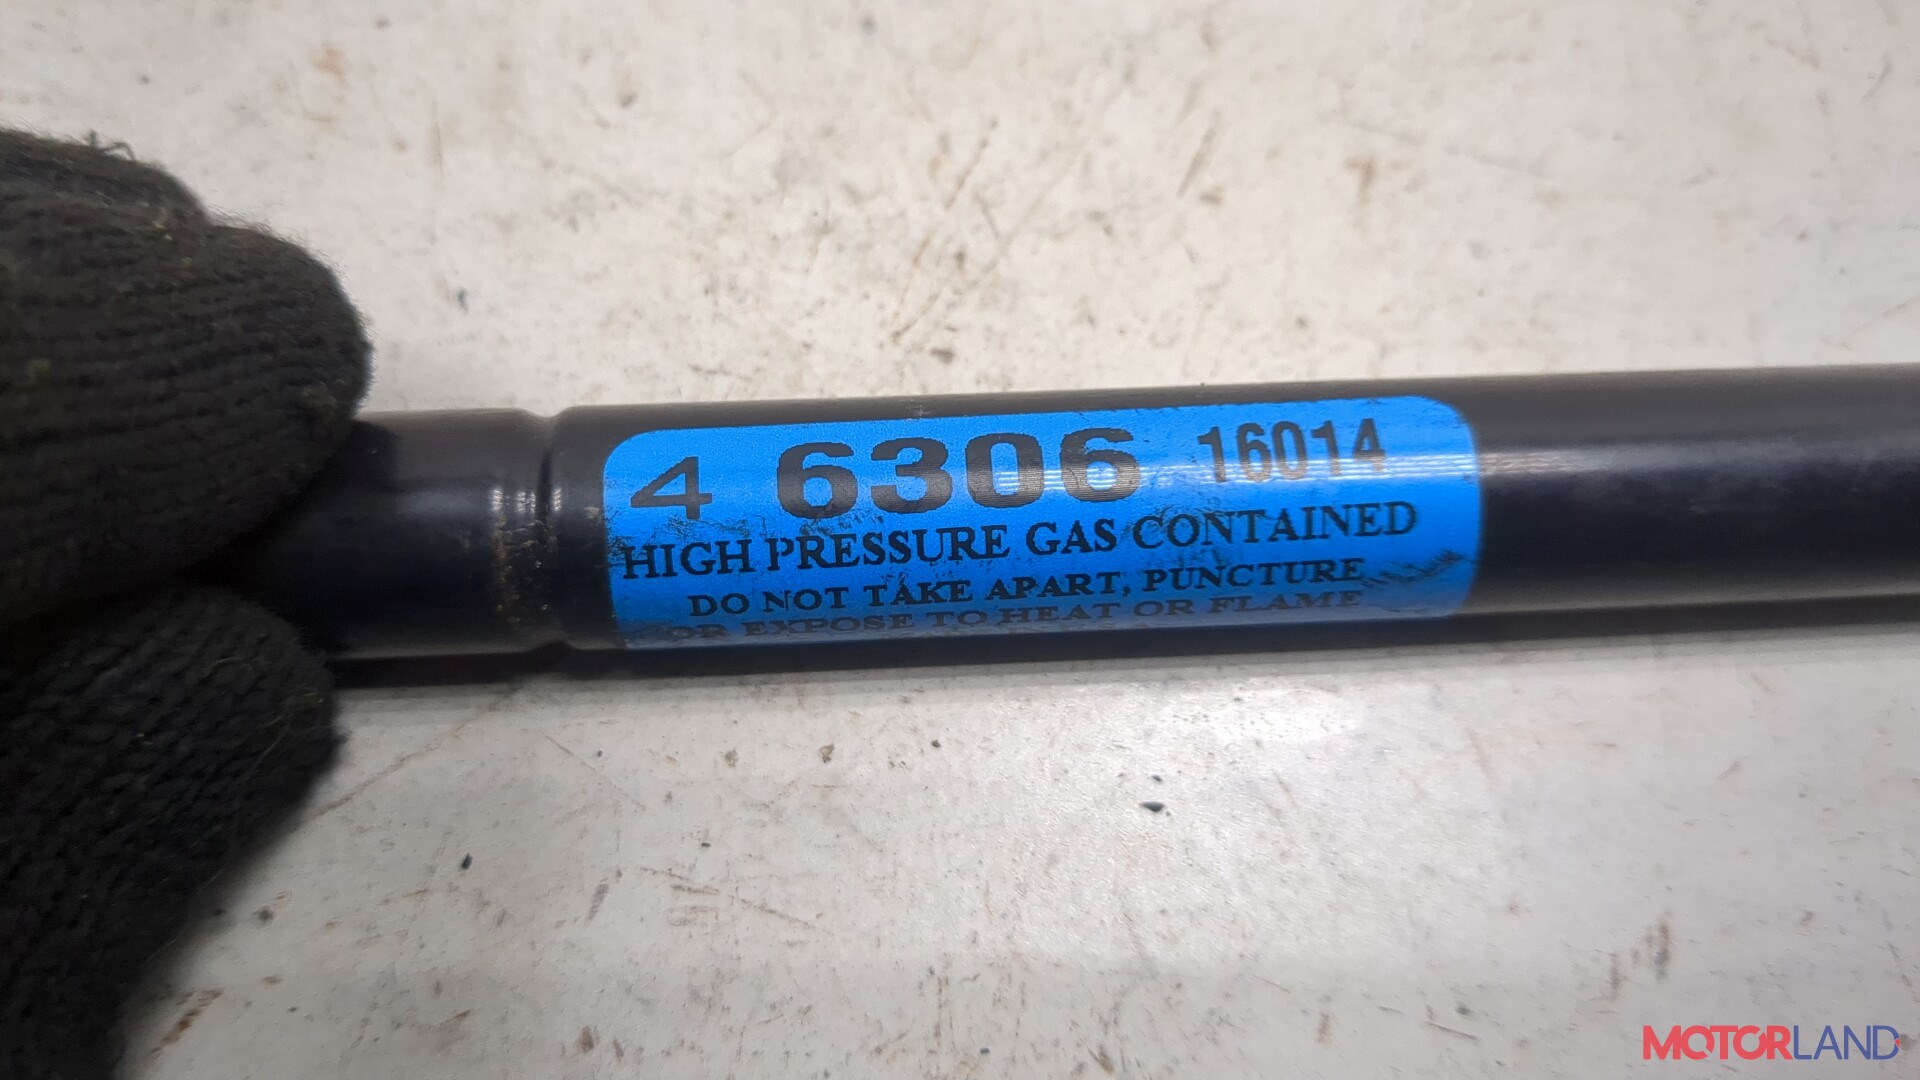 4 6306 16014
HIGH PRESSURE GAS CONTAINED
DO NOT TAKE APART, PUNCTURE
OR EXPOSE TO HEAT OR FLAME
MOTORLAND